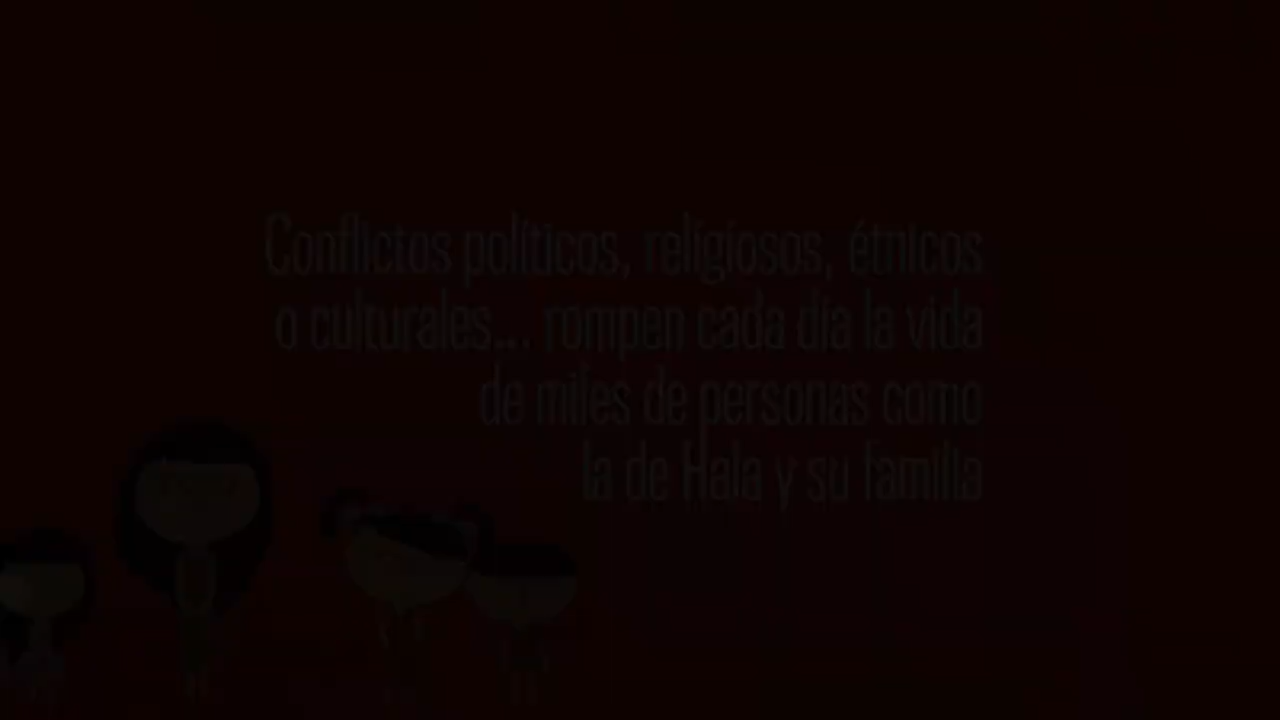 Conflictos políticos, religiosos, étnicos
o culturales... rompen cada día la vida
de miles de personas como
la de Hala y su familia